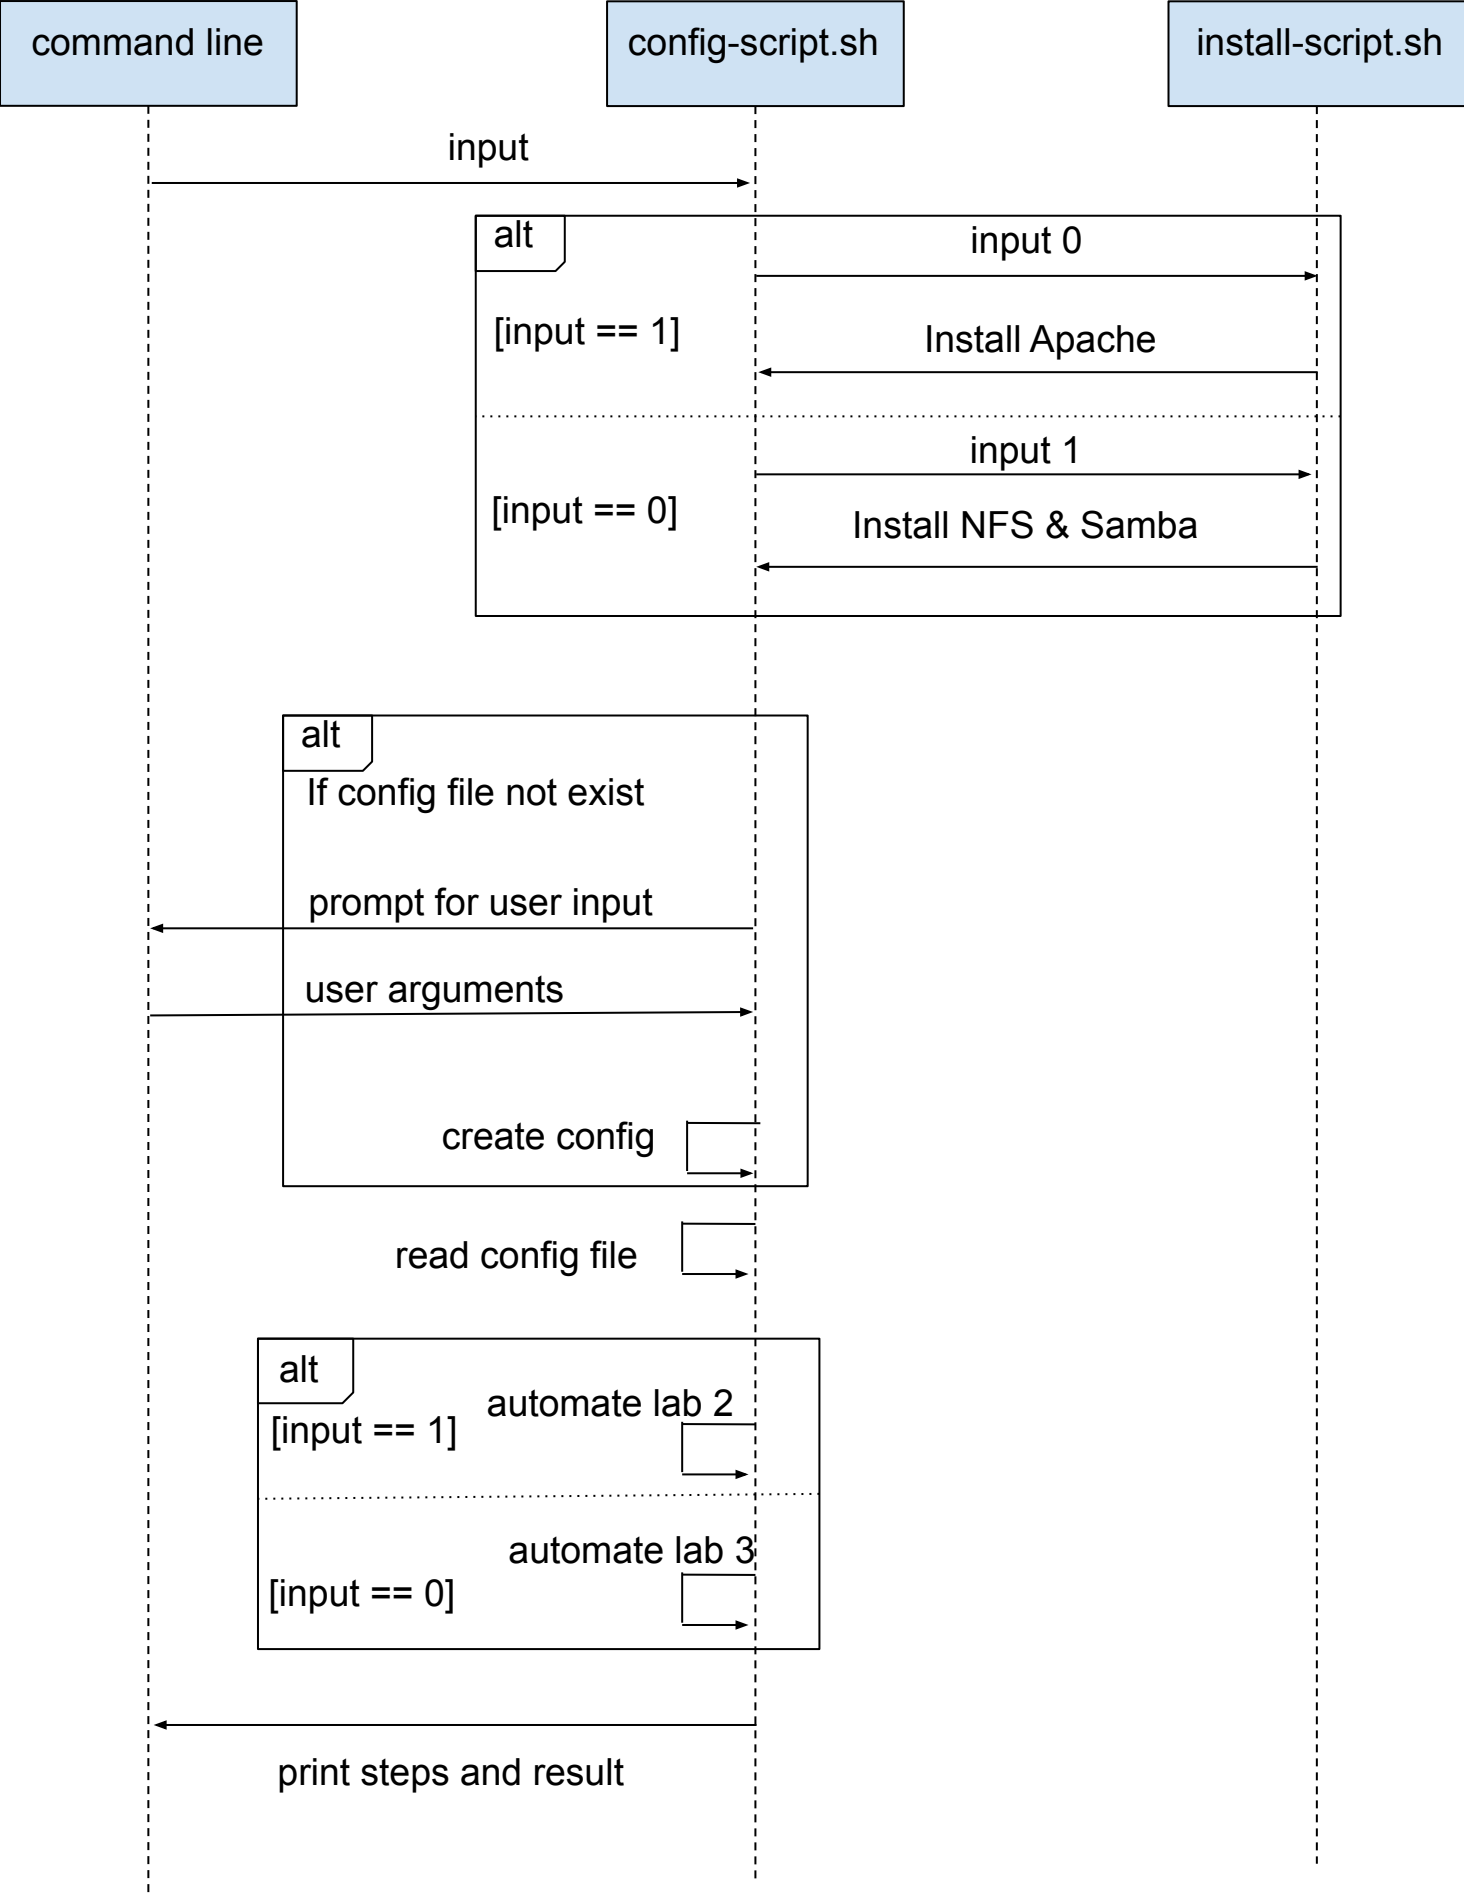 command line
config-script.sh
install-script.sh
input
alt
input 0
[input == 1]
Install Apache
input 1
[input == 0]
Install NFS & Samba
alt
If config file not exist
prompt for user input
user arguments
create config
read config file
alt
automate lab 2
[input == 1]
automate lab 3
[input == 0]
print steps and result